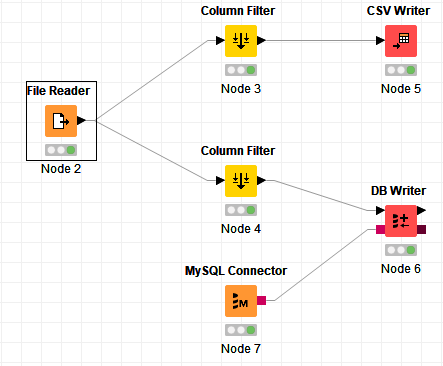 Column Filter
Node 3
CSV Writer
Node 5
File Reader
Node 2
Column Filter
Node 4
DB Writer
Node 6
MySQL Connector
M
Node 7